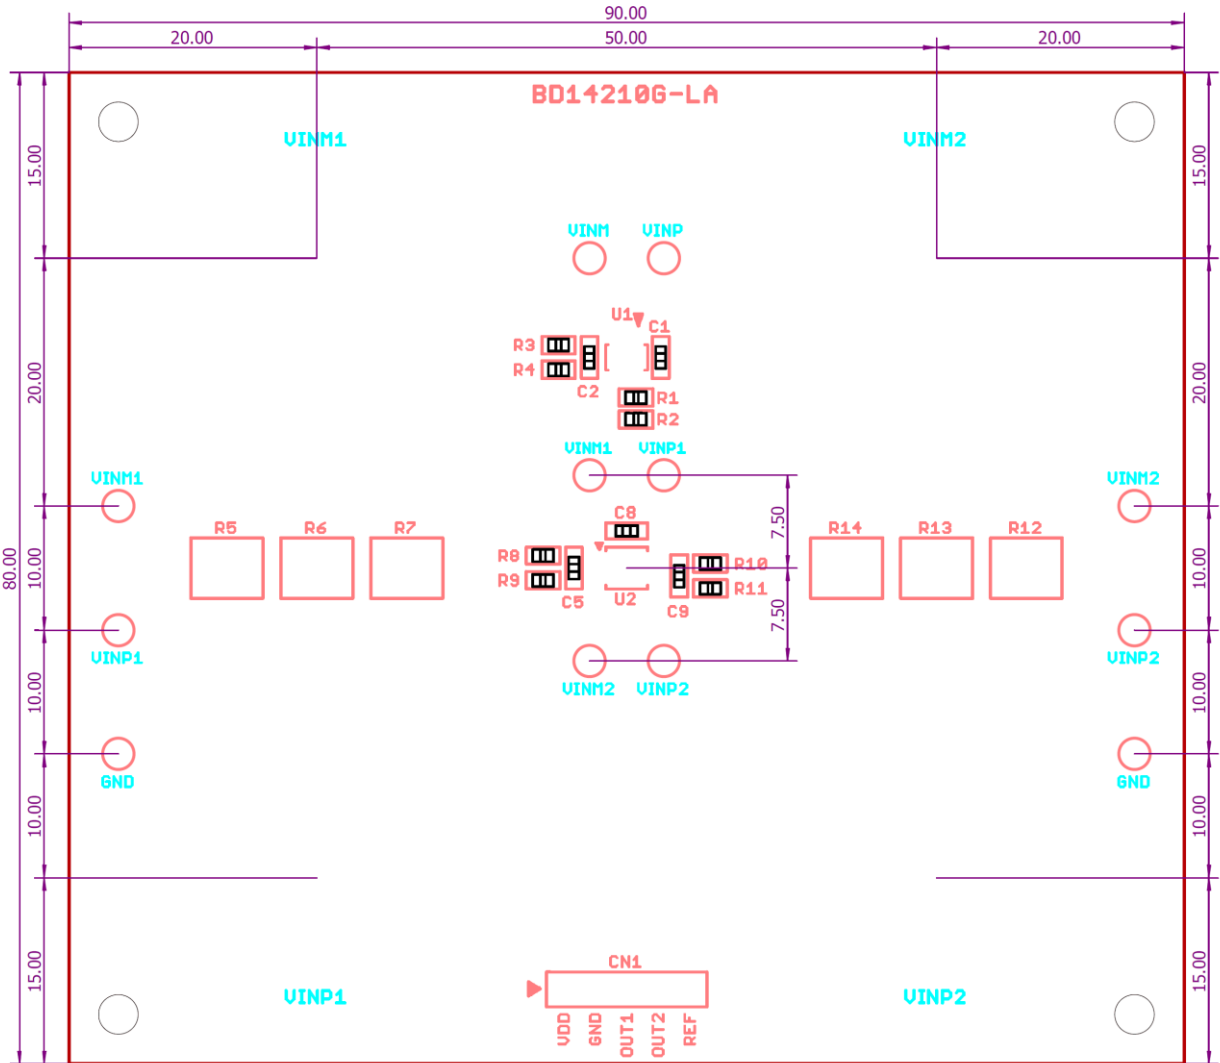 90.00
20.00 50.00 20.00
BD14210G-LA
VINM1 VINM2
15.00 15.00
VINM VINP
U1 C1
R3
R4
C2
20.00 20.00
R1
R2
VINM1 VINP1
VINM1 VINM2
7.50
C8
R5 R6 R7 R14 R13 R12
R8 R10
80.00 10.00 10.00
R9 R11
C5 U2 C9
7.50
VINP1 VINP2
VINM2 VINP2
10.00 10.00
GND GND
10.00 10.00
CN1
15.00 15.00
VINP1 VINP2
VDD GND OUT1 OUT2 REF